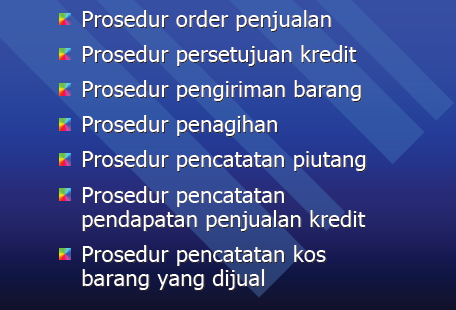 Prosedur order penjualan
Prosedur persetujuan kredit
Prosedur pengiriman barang
Prosedur penagihan
Prosedur pencatatan piutang
Prosedur pencatatan
pendapatan penjualan kredit
Prosedur pencatatan kos
barang yang dijual